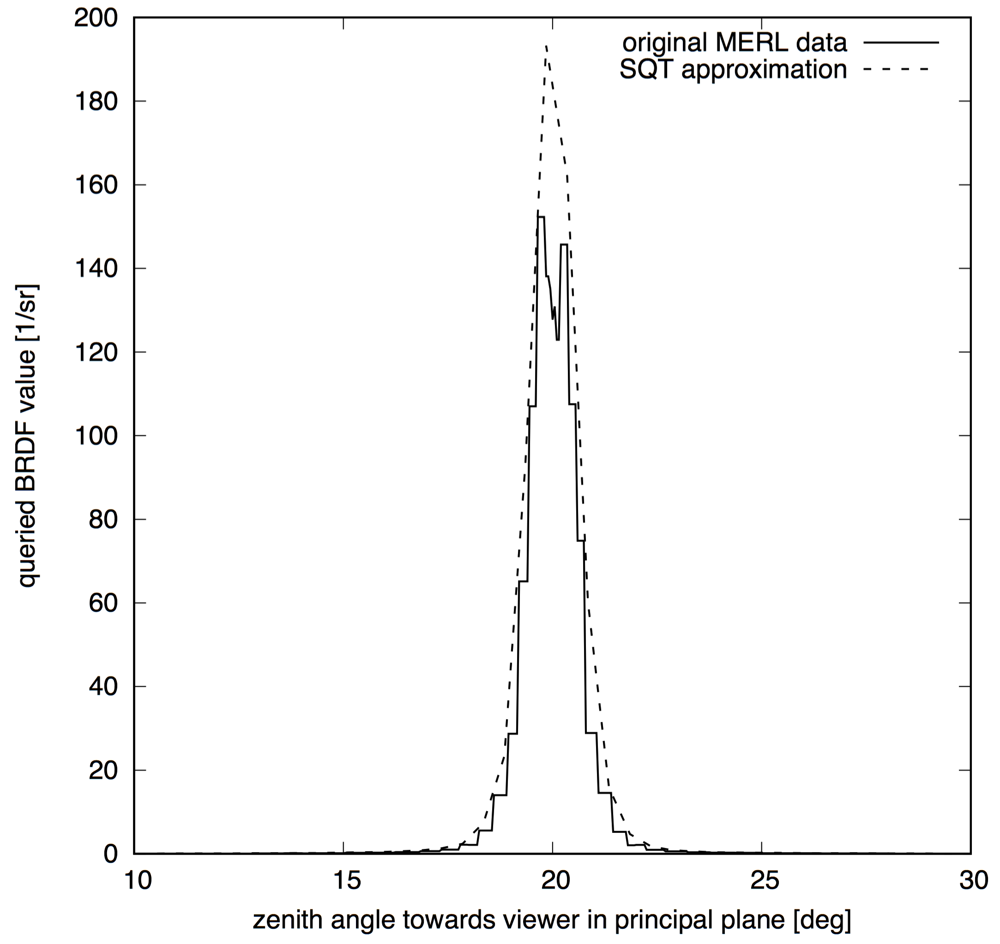 original MERL data
SQT approximation
200
180
160
140
120
100
80
60
40
20
0
queried BRDF value [1/sr]
10 15 20 25 30
zenith angle towards viewer in principal plane [deg]